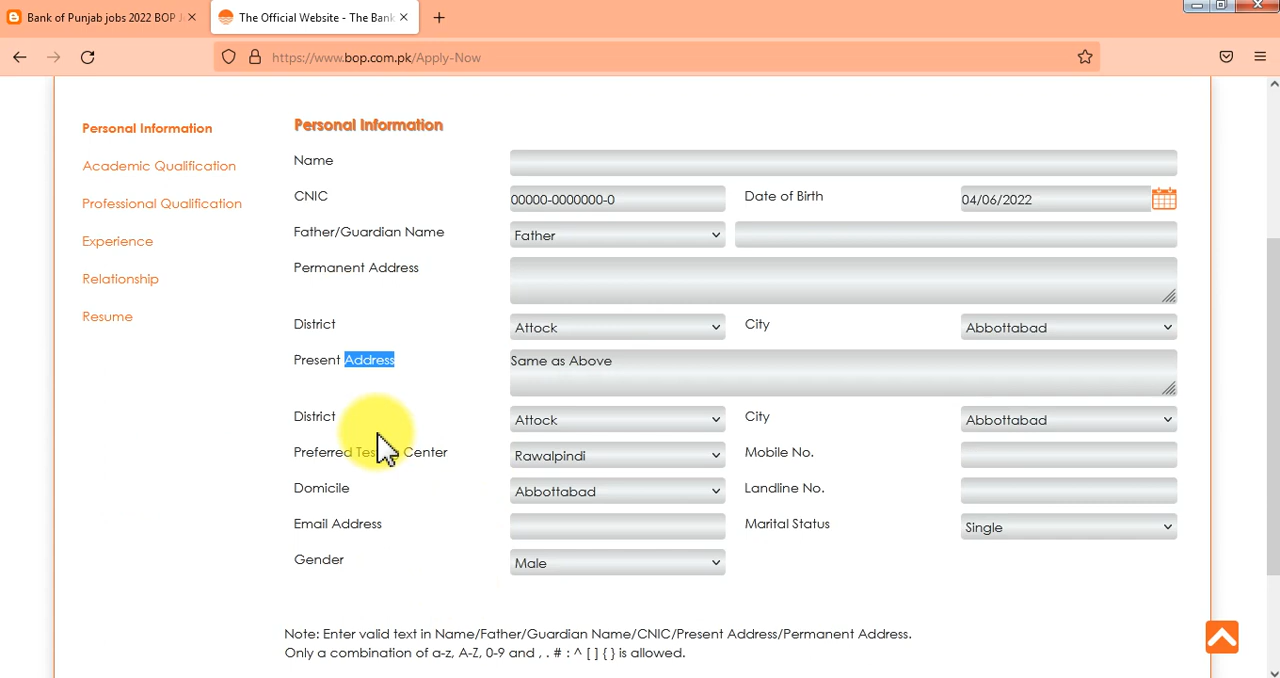 Bank of Punjab jobs 2022 BOP
The Official Website - The Bank
https://www.bop.com.pk/Apply-Now
Personal Information
Academic Qualification
Professional Qualification
Experience
Relationship
Resume
Personal Information
Name
CNIC 00000-0000000-0 Date of Birth 04/06/2022
Father/Guardian Name Father
Permanent Address
District Attock City Abbottabad
Present Address Same as Above
District Attock City Abbottabad
Preferred Center Rawalpindi Mobile No.
Domicile Abbottabad Landline No.
Email Address Marital Status Single
Gender Male
Note: Enter valid text in Name/Father/Guardian Name/CNIC/Present Address/Permanent Address.
Only a combination of a-z, A-Z, 0-9 and , . # : ^ [ ] { } is allowed.